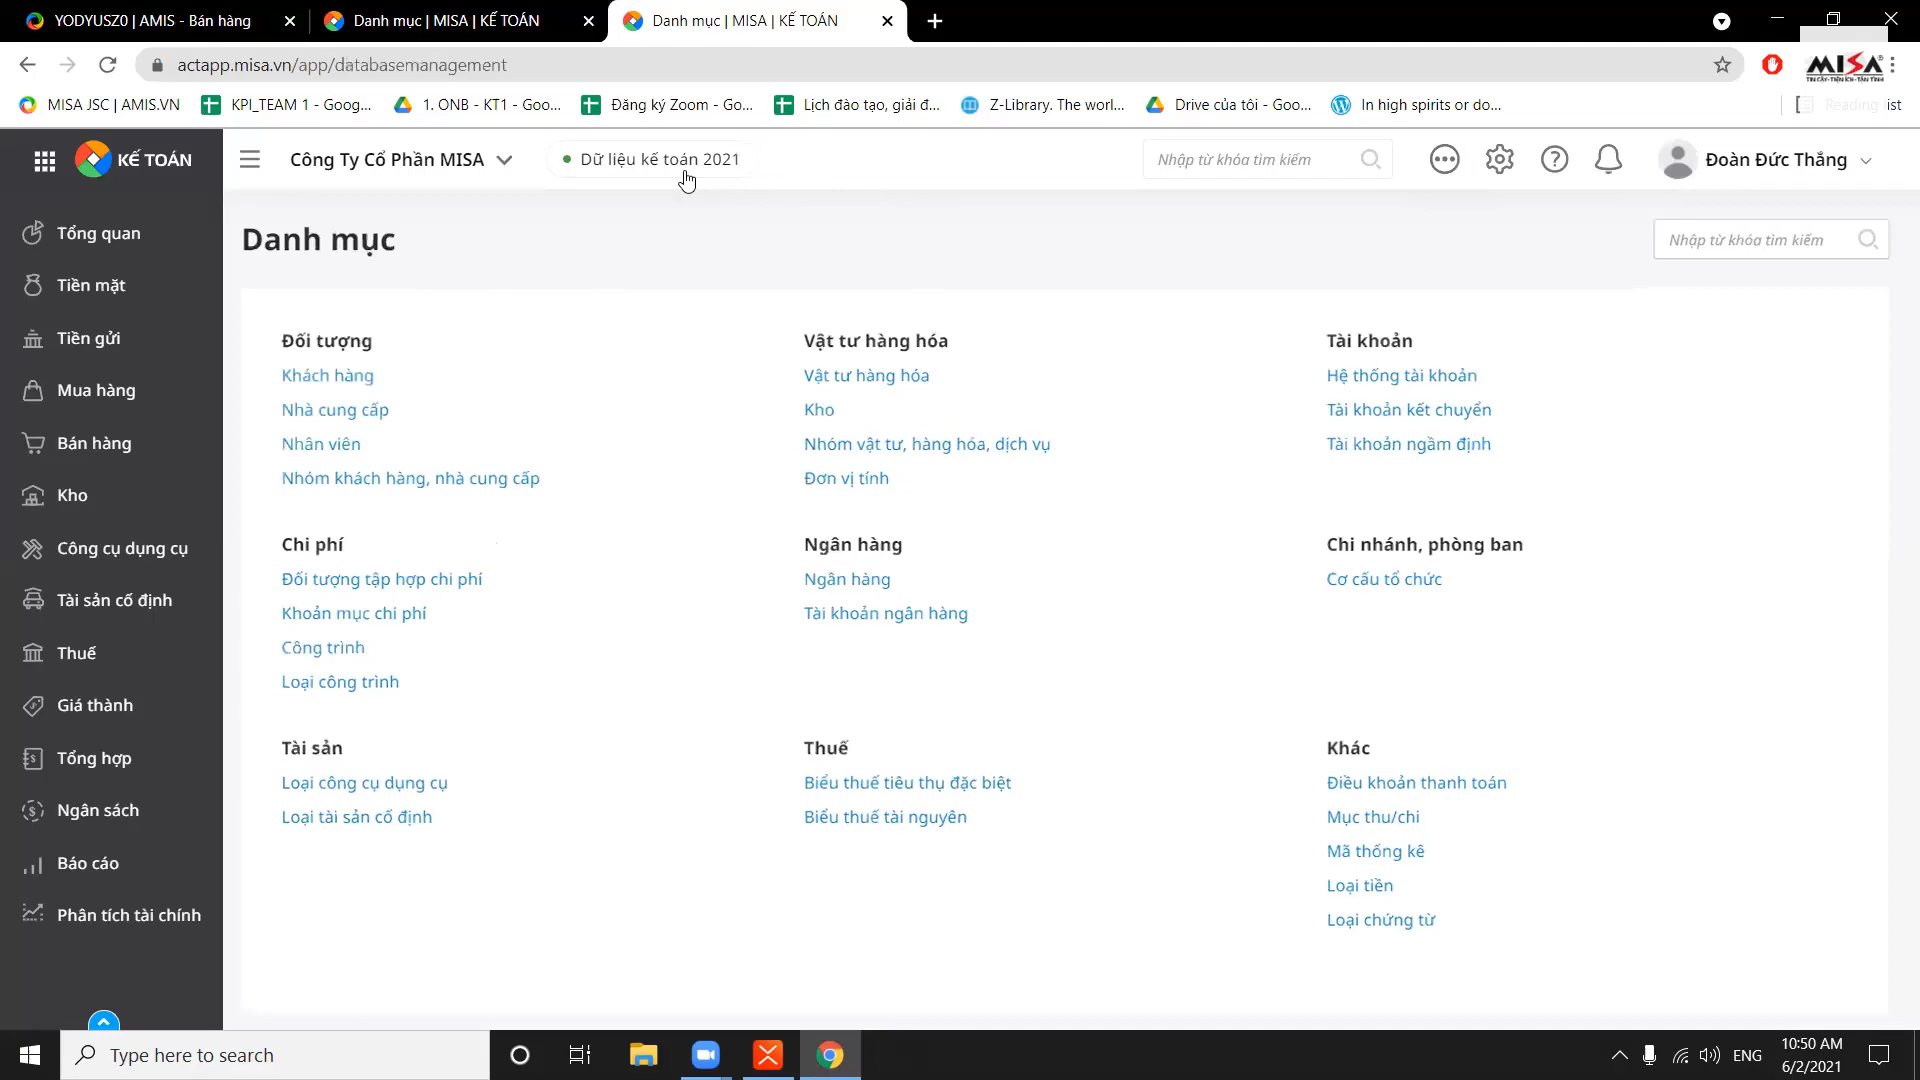 YODYUSZ0 | AMIS - Bán hàng
Danh mục | MISA | KẾ TOÁN
Danh mục | MISA | KẾ TOÁN
actapp.misa.vn/app/databasemanagement
MISA
TIN CẬY-TIỆN ÍCH-TẬN TÌNH
MISA JSC | AMIS.VN
KPI_TEAM 1 - Goog...
1. ONB - KT1 - Goo...
Đăng ký Zoom - Go...
Lịch đào tạo, giải đ...
Z-Library. The worl...
Drive của tôi - Goo...
In high spirits or do...
Reading list
KẾ TOÁN
Công Ty Cổ Phần MISA
Dữ liệu kế toán 2021
Nhập từ khóa tìm kiếm
Đoàn Đức Thắng
Tổng quan
Tiền mặt
Tiền gửi
Mua hàng
Bán hàng
Kho
Công cụ dụng cụ
Tài sản cố định
Thuế
Giá thành
Tổng hợp
Ngân sách
Báo cáo
Phân tích tài chính
Danh mục
Nhập từ khóa tìm kiếm
Đối tượng
Khách hàng
Nhà cung cấp
Nhân viên
Nhóm khách hàng, nhà cung cấp
Vật tư hàng hóa
Vật tư hàng hóa
Kho
Nhóm vật tư, hàng hóa, dịch vụ
Đơn vị tính
Tài khoản
Hệ thống tài khoản
Tài khoản kết chuyển
Tài khoản ngầm định
Chi phí
Đối tượng tập hợp chi phí
Khoản mục chi phí
Công trình
Loại công trình
Ngân hàng
Ngân hàng
Tài khoản ngân hàng
Chi nhánh, phòng ban
Cơ cấu tổ chức
Tài sản
Loại công cụ dụng cụ
Loại tài sản cố định
Thuế
Biểu thuế tiêu thụ đặc biệt
Biểu thuế tài nguyên
Khác
Điều khoản thanh toán
Mục thu/chi
Mã thống kê
Loại tiền
Loại chứng từ
Type here to search
ENG
10:50 AM
6/2/2021